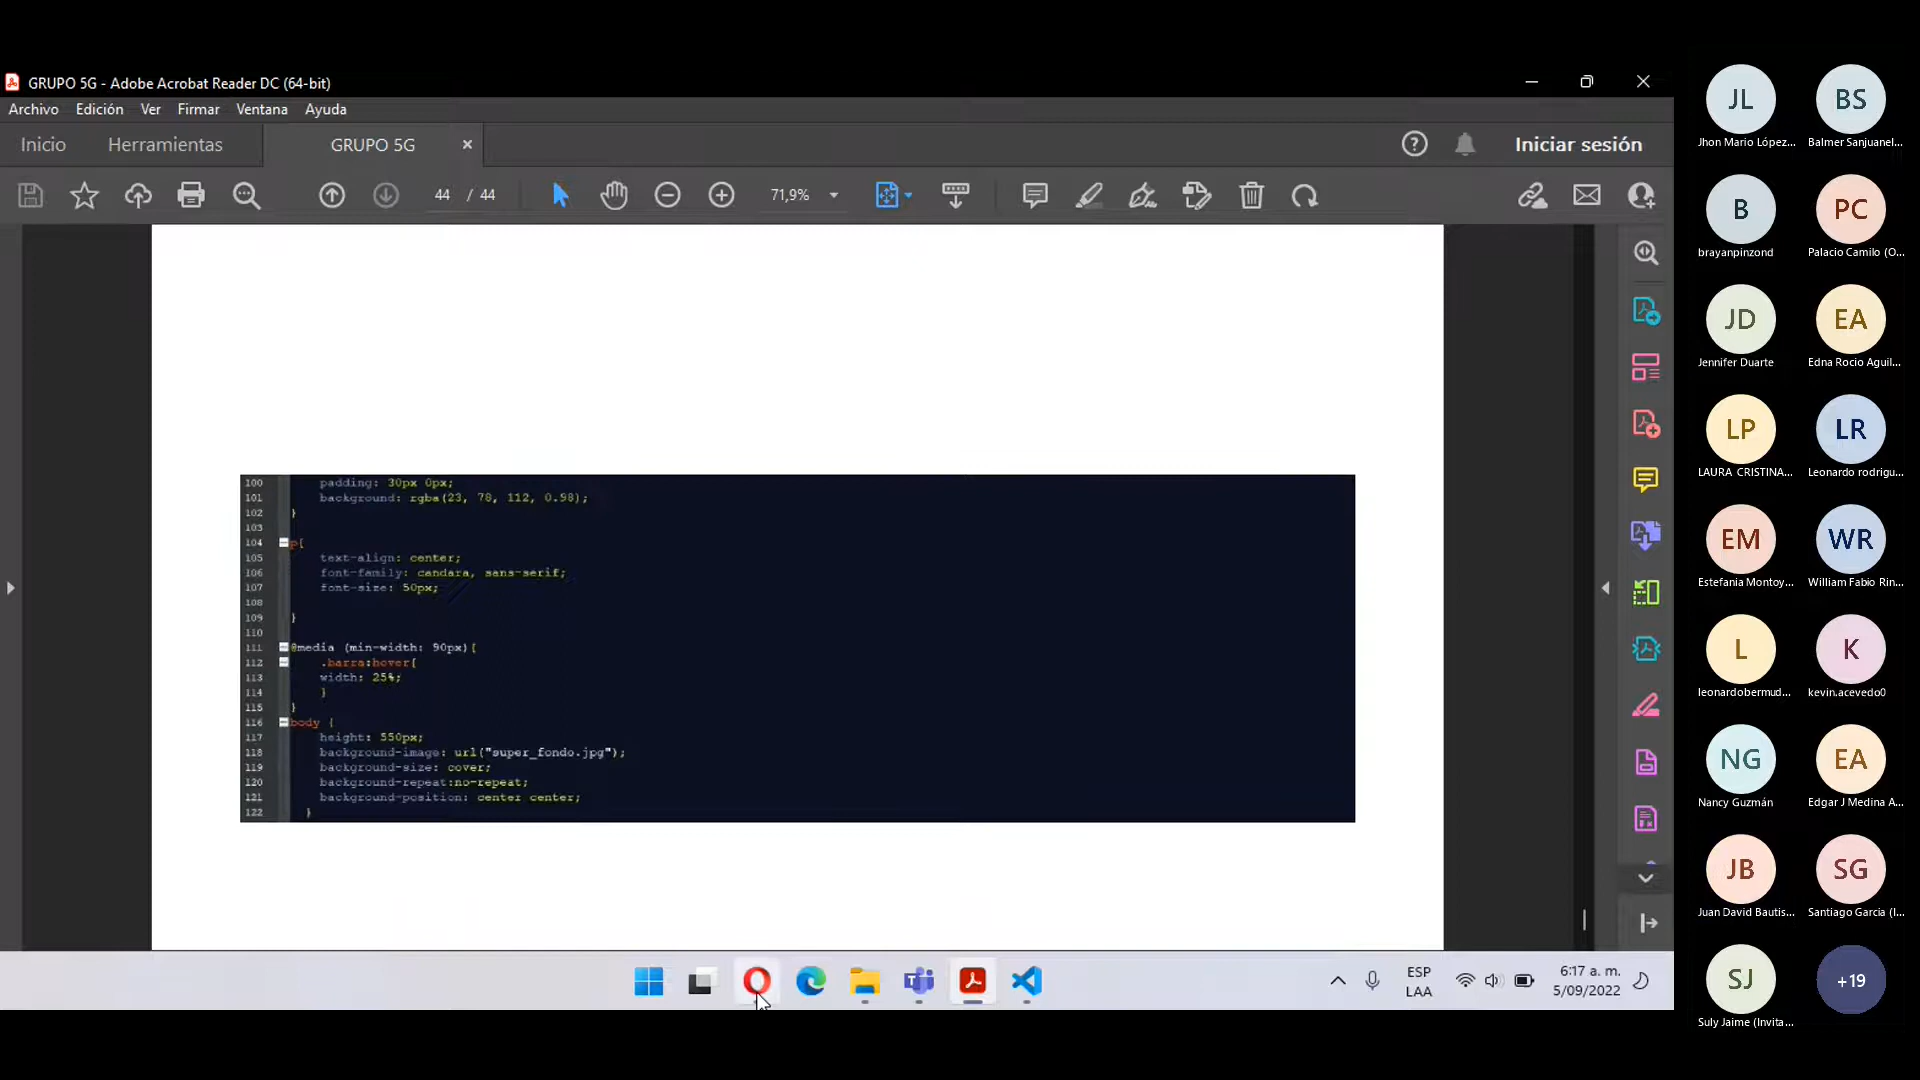 GRUPO 5G - Adobe Acrobat Reader DC (64-bit)
Archivo Edición Ver Firmar Ventana Ayuda
Inicio Herramientas GRUPO 5G Iniciar sesión
44 / 44 71,9%
100 padding: 30px 0px;
101 background: rgba(23, 78, 112, 0.98);
102 }
103
104 p{
105 text-align: center;
106 font-family: candara, sans-serif;
107 font-size: 50px;
108
109 }
110
111 @media (min-width: 90px){
112 .barra:hover{
113 width: 25%;
114 }
115 }
116 body {
117 height: 550px;
118 background-image: url("super_fondo.jpg");
119 background-size: cover;
120 background-repeat:no-repeat;
121 background-position: center center;
122 }
ESP
LAA
6:17 a. m.
5/09/2022
JL BS
Jhon Mario López... Balmer Sanjuanel...
B PC
brayanpinzond Palacio Camilo (O...
JD EA
Jennifer Duarte Edna Rocio Aguil...
LP LR
LAURA CRISTINA... Leonardo rodrigu...
EM WR
Estefania Montoy... William Fabio Rin...
L K
leonardobermud... kevin.acevedo0
NG EA
Nancy Guzmán Edgar J Medina A...
JB SG
Juan David Bautis... Santiago Garcia (I...
SJ +19
Suly Jaime (Invita...